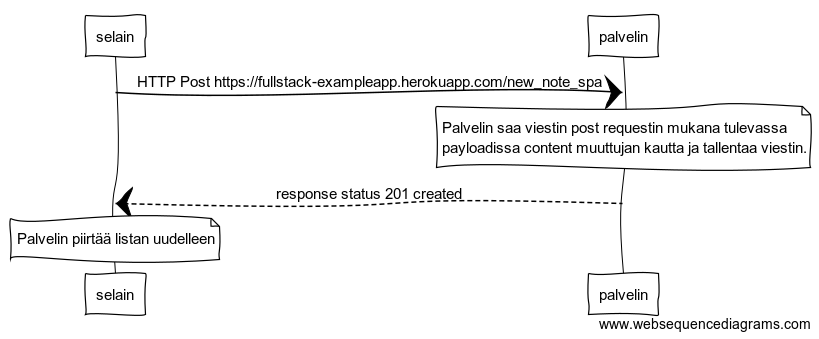 selain
palvelin
HTTP Post https://fullstack-exampleapp.herokuapp.com/new_note_spa
Palvelin saa viestin post requestin mukana tulevassa
payloadissa content muuttujan kautta ja tallentaa viestin.
response status 201 created
Palvelin piirtää listan uudelleen
selain
palvelin
www.websequencediagrams.com